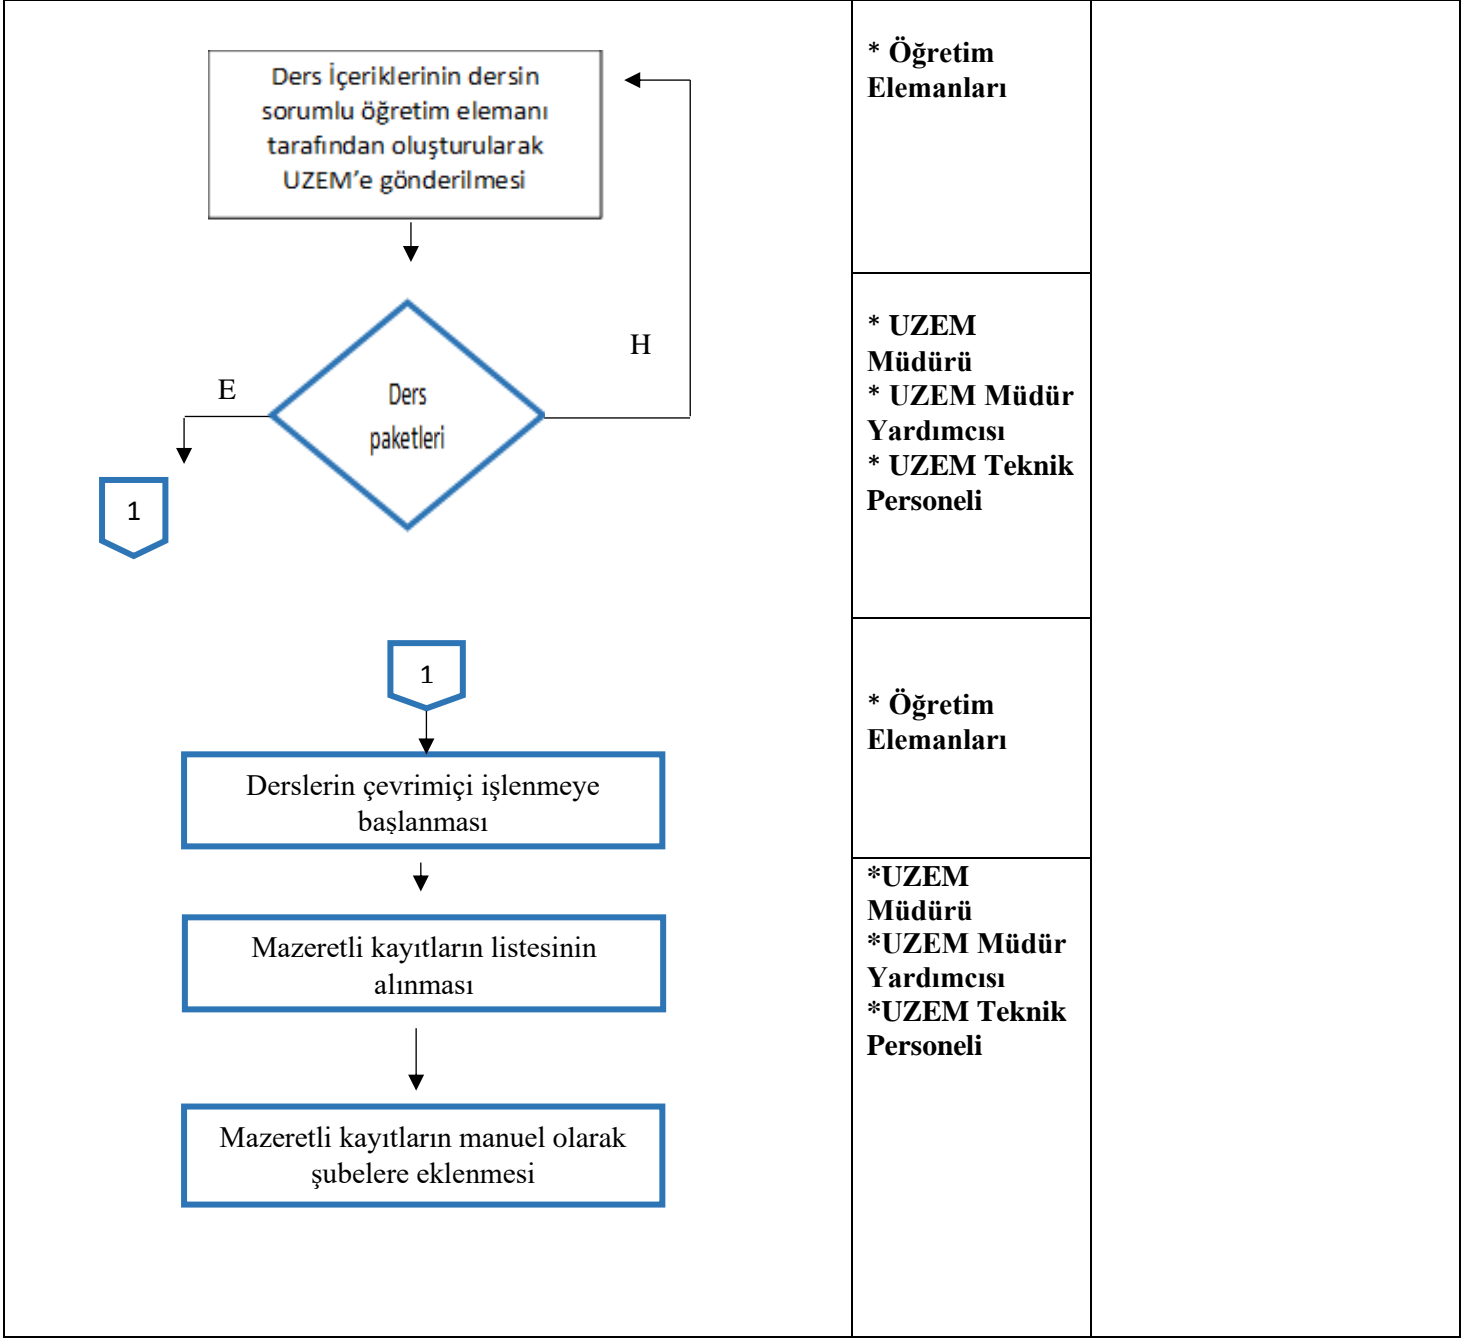 Ders İçeriklerinin dersin
sorumlu öğretim elemanı
tarafından oluşturularak
UZEM'e gönderilmesi
H
E
Ders
paketleri
1
1
Derslerin çevrimiçi işlenmeye
başlanması
Mazeretli kayıtların listesinin
alınması
Mazeretli kayıtların manuel olarak
şubelere eklenmesi
* Öğretim
Elemanları
* UZEM
Müdürü
* UZEM Müdür
Yardımcısı
* UZEM Teknik
Personeli
* Öğretim
Elemanları
*UZEM
Müdürü
*UZEM Müdür
Yardımcısı
*UZEM Teknik
Personeli